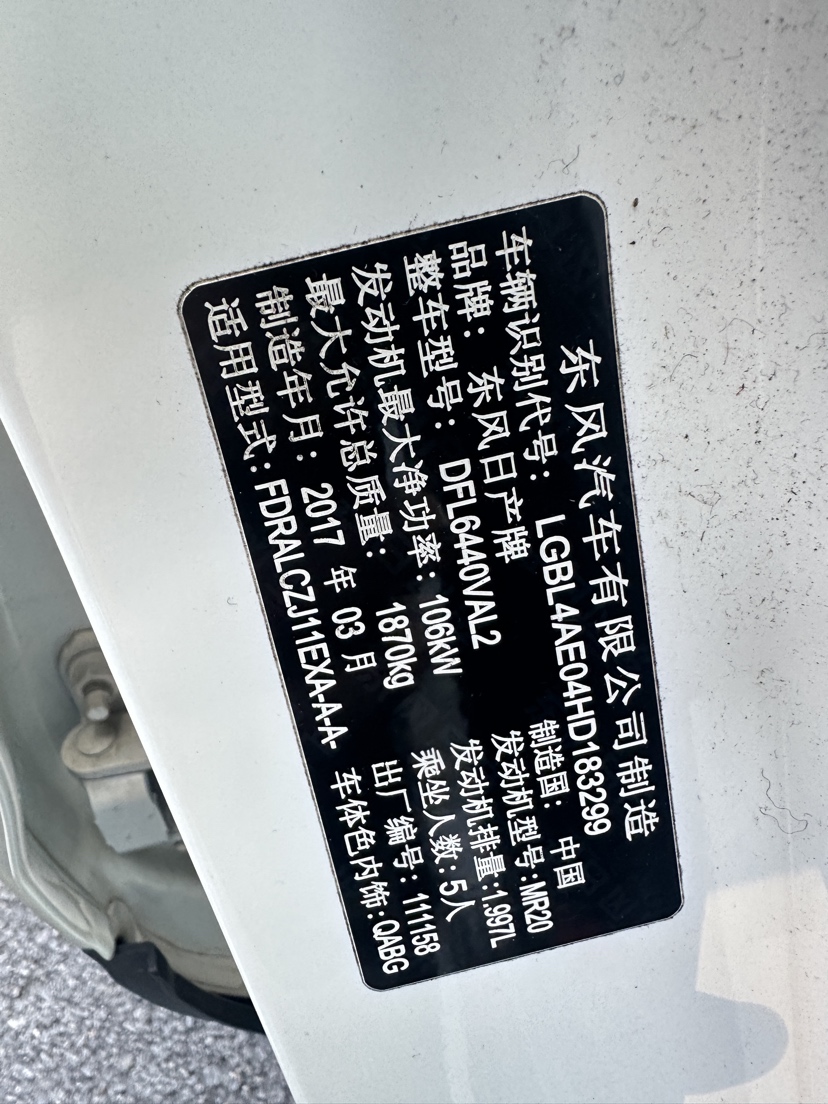 东风汽车有限公司制造
车辆识别代号: LGBL4AE04HD183299
品牌: 东风日产牌 制造国: 中国
整车型号: DFL6440VAL2 发动机型号:MR20
发动机最大净功率: 106kW 发动机排量:1.997L
最大允许总质量: 1870kg 乘坐人数:5人
制造年月: 2017 年 03 月 出厂编号: 111158
适用型式: FDRALCZJ11EXA-A-A- 车体色内饰:QABG